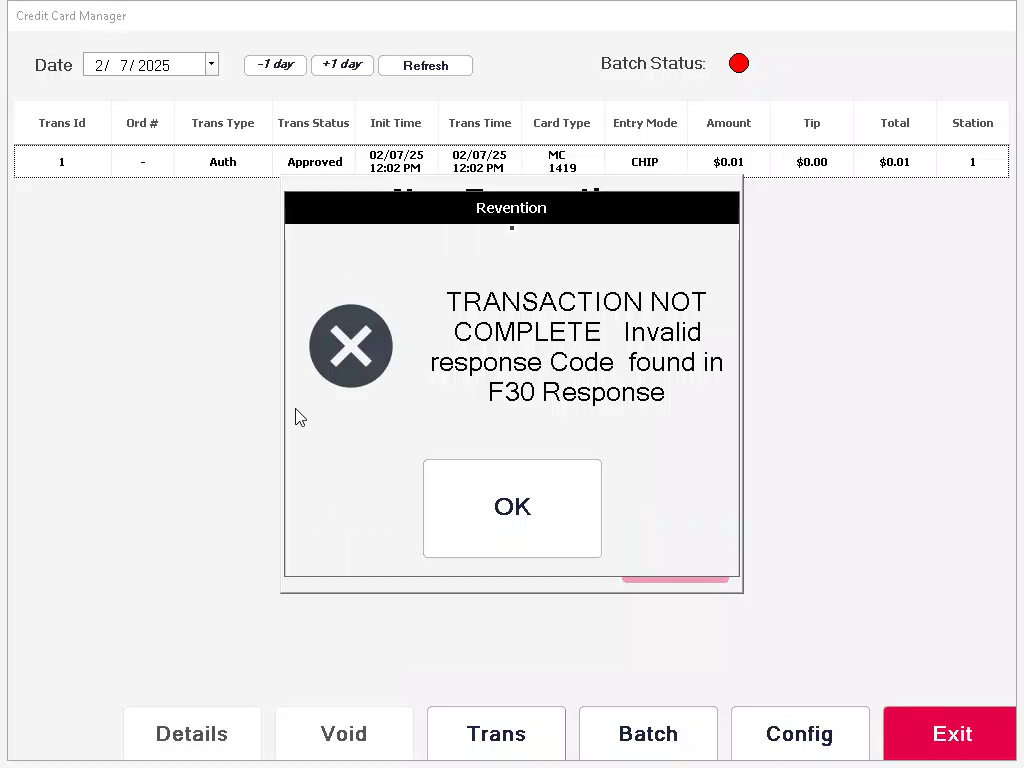 Credit Card Manager
Date 2/ 7/2025 -1 day +1 day Refresh Batch Status:
Trans Id Ord # Trans Type Trans Status Init Time Trans Time Card Type Entry Mode Amount Tip Total Station
1 - Auth Approved 02/07/25 12:02 PM 02/07/25 12:02 PM MC 1419 CHIP $0.01 $0.00 $0.01 1
Revention
TRANSACTION NOT
COMPLETE Invalid
response Code found in
F30 Response
OK
Details Void Trans Batch Config Exit